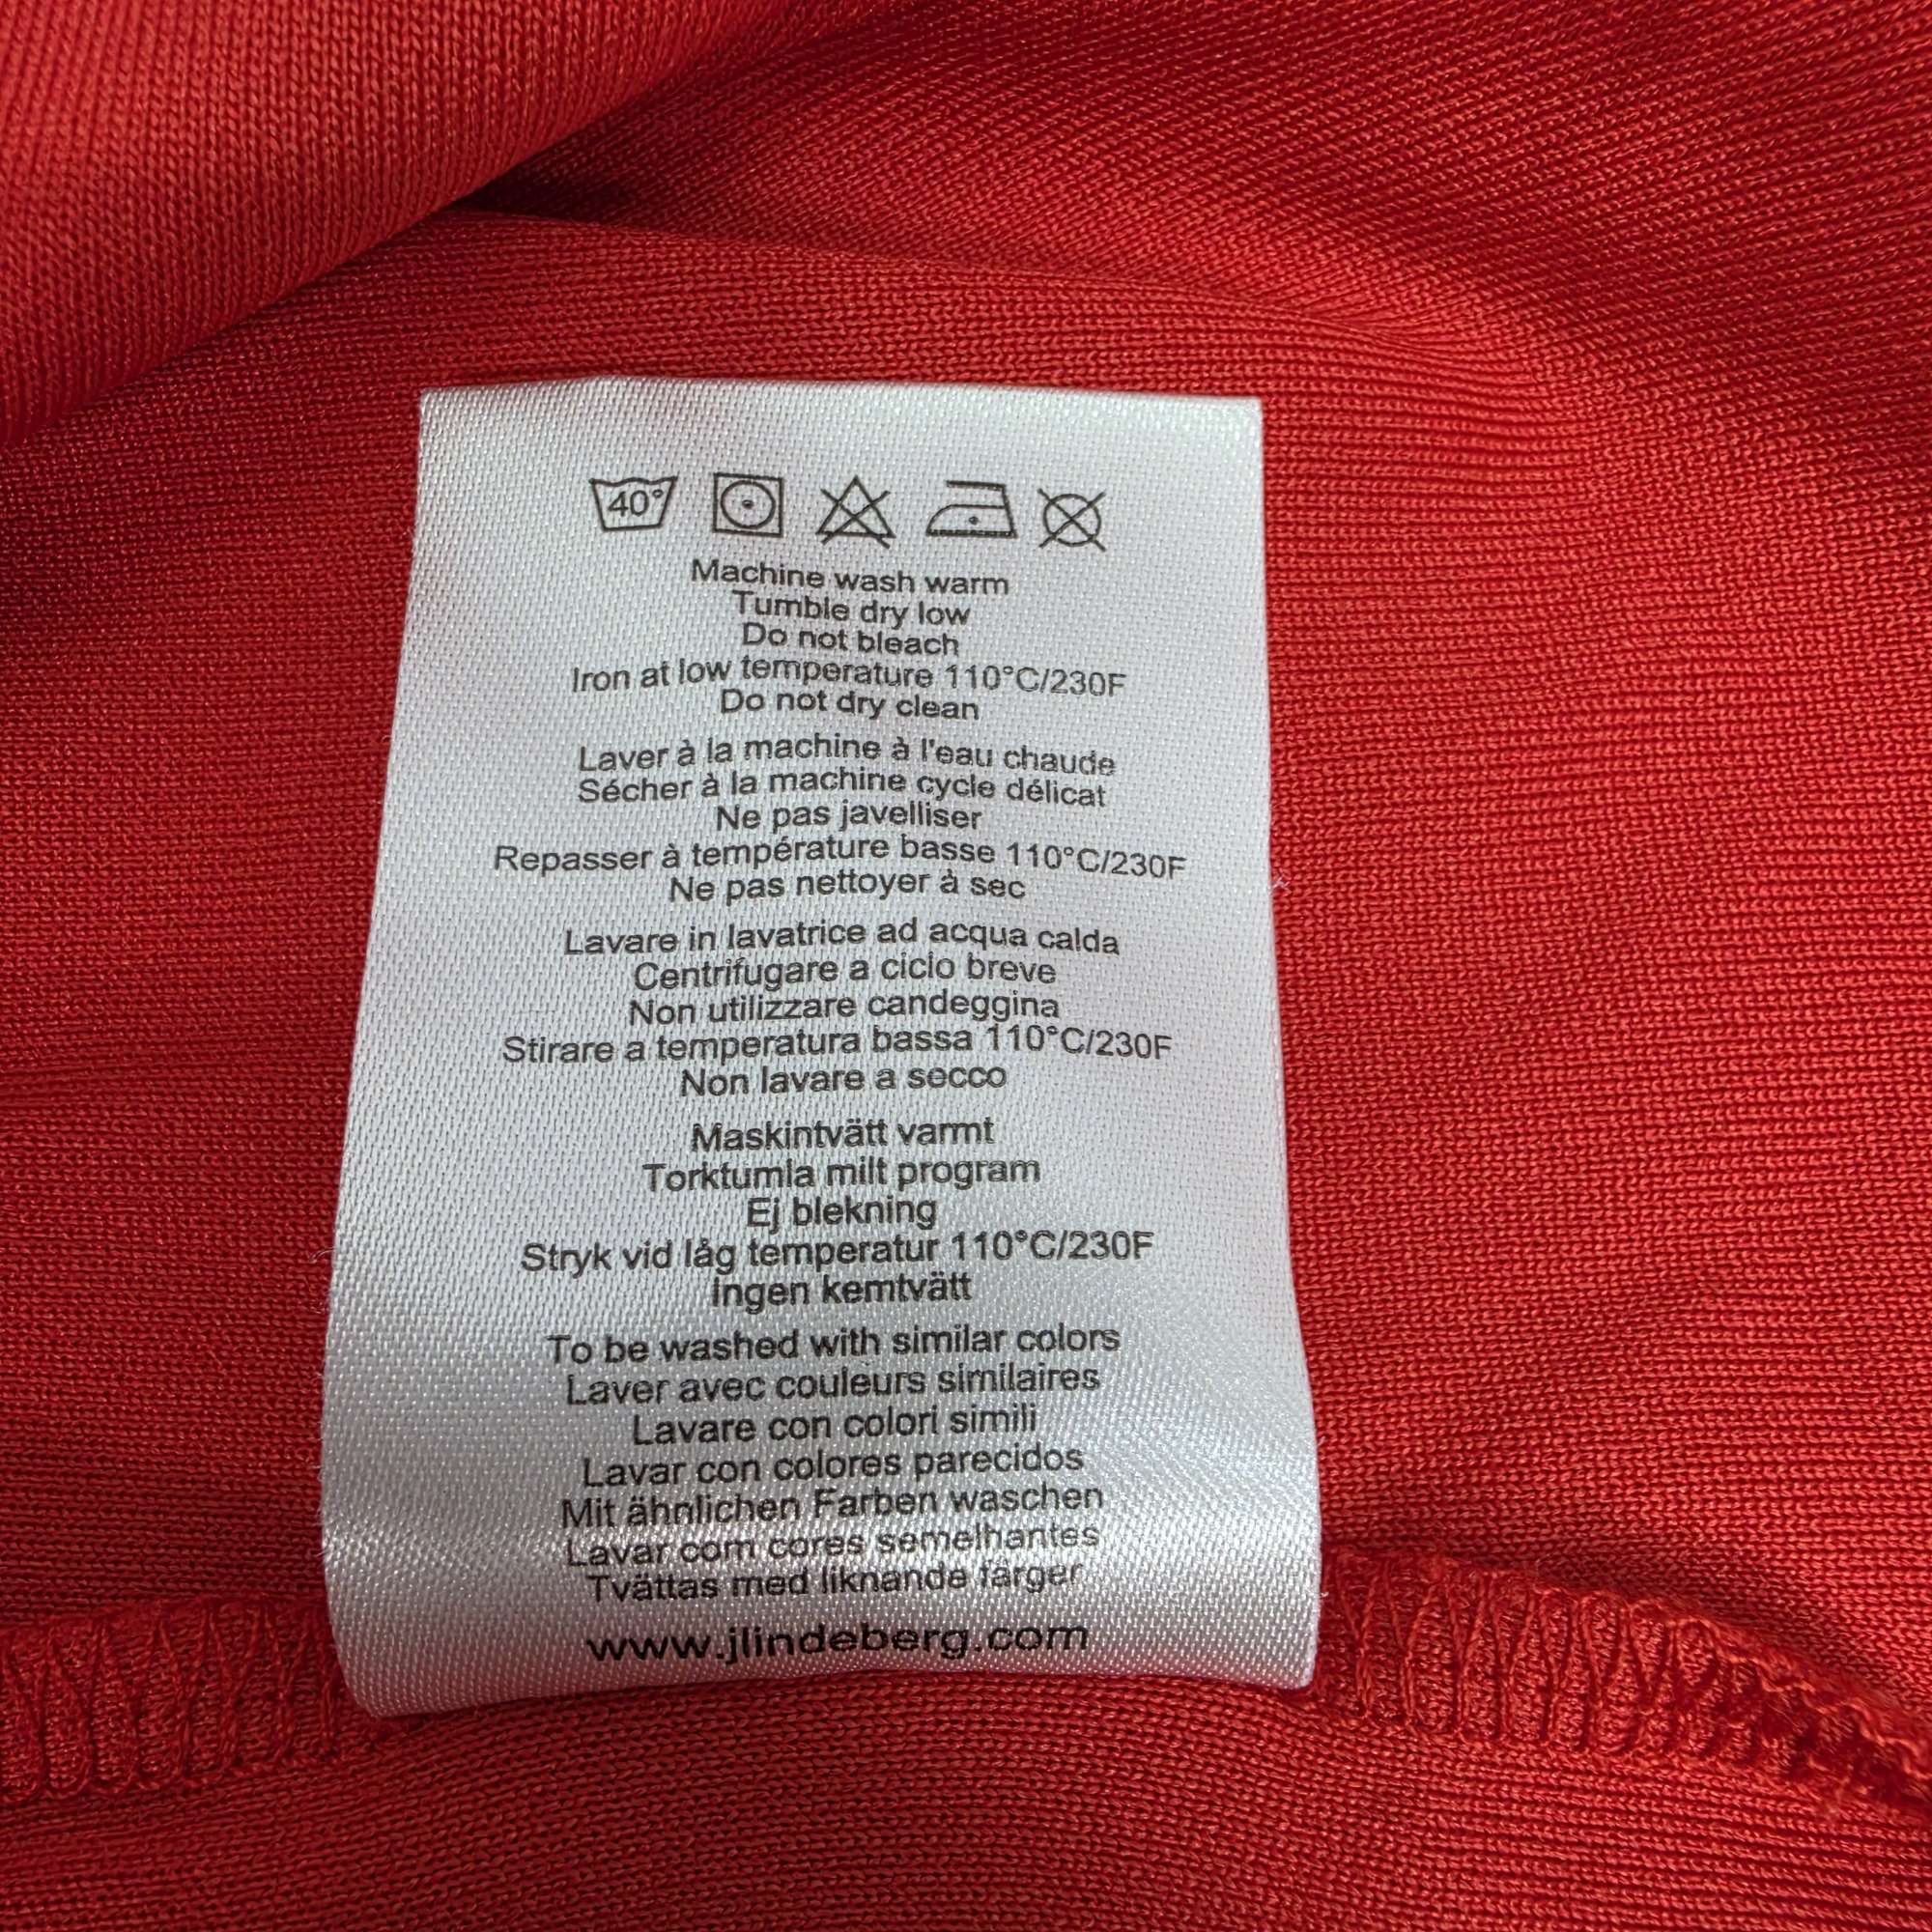 40°
Machine wash warm
Tumble dry low
Do not bleach
Iron at low temperature 110°C/230F
Do not dry clean
Laver à la machine à l'eau chaude
Sécher à la machine cycle délicat
Ne pas javelliser
Repasser à température basse 110°C/230F
Ne pas nettoyer à sec
Lavare in lavatrice ad acqua calda
Centrifugare a ciclo breve
Non utilizzare candeggina
Stirare a temperatura bassa 110°C/230F
Non lavare a secco
Maskintvätt varmt
Torktumla milt program
Ej blekning
Stryk vid låg temperatur 110°C/230F
Ingen kemtvätt
To be washed with similar colors
Laver avec couleurs similaires
Lavare con colori simili
Lavar con colores parecidos
Mit ähnlichen Farben waschen
Lavar com cores semelhantes
Tvättas med liknande färger
www.jlindeberg.com